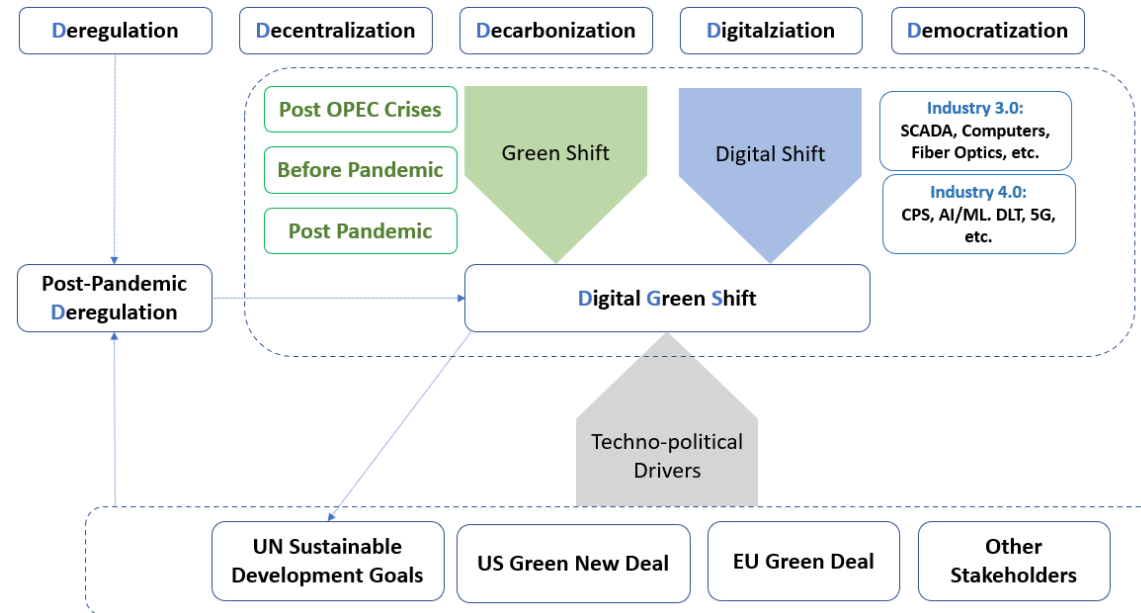 Deregulation
Decentralization
Decarbonization
Digitalziation
Democratization
Post OPEC Crises
Before Pandemic
Post Pandemic
Green Shift
Digital Shift
Industry 3.0:
SCADA, Computers,
Fiber Optics, etc.
Industry 4.0:
CPS, AI/ML. DLT, 5G,
etc.
Post-Pandemic
Deregulation
Digital Green Shift
Techno-political
Drivers
UN Sustainable
Development Goals
US Green New Deal
EU Green Deal
Other
Stakeholders